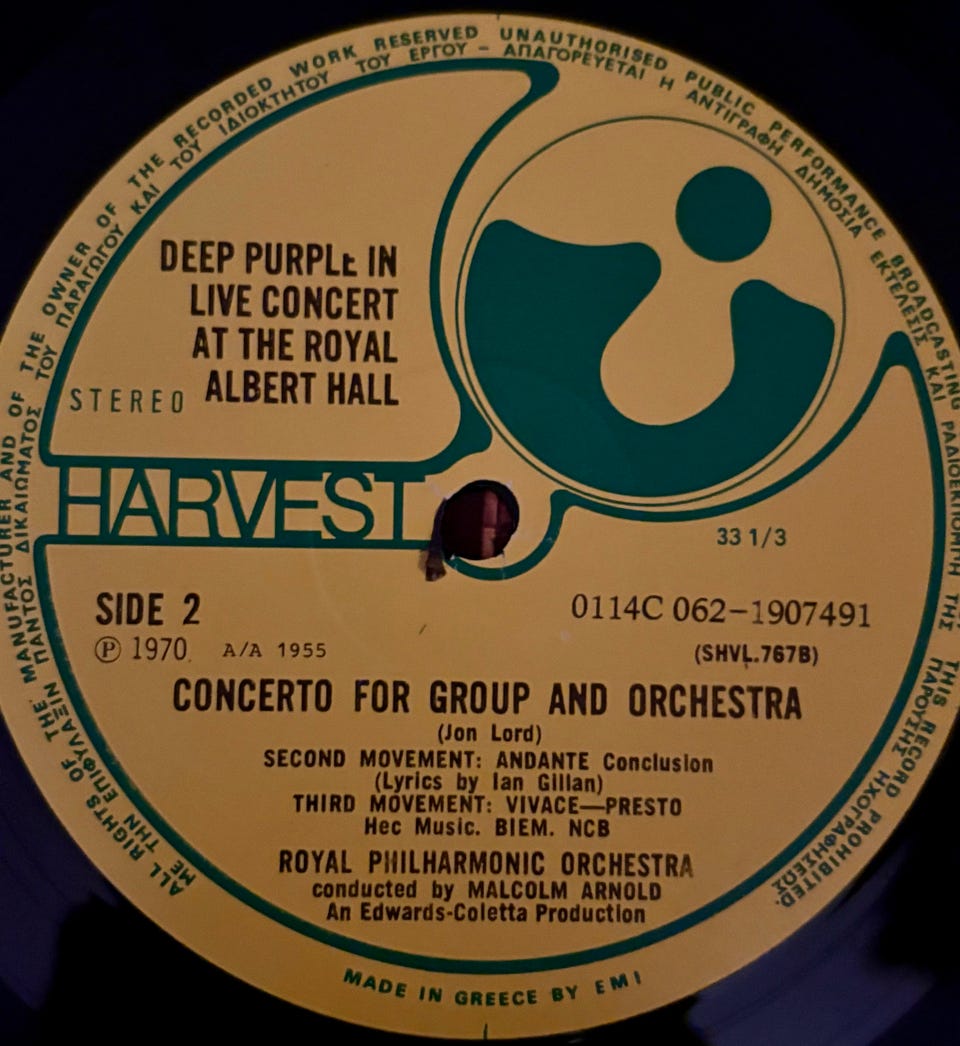 ALL RIGHTS OF THE MANUFACTURER AND OF THE OWNER OF THE RECORDED WORK RESERVED UNAUTHORISED PUBLIC PERFORMANCE BROADCASTING THIS RECORD PROHIBITED.
ΜΕ ΤΗΝ ΕΠΙΦΥΛΑΞΙΝ ΠΑΝΤΟΣ ΔΙΚΑΙΩΜΑΤΟΣ ΤΟΥ ΠΑΡΑΓΩΓΟΥ ΚΑΙ ΤΟΥ ΙΔΙΟΚΤΗΤΟΥ ΤΟΥ ΕΡΓΟΥ – ΑΠΑΓΟΡΕΥΕΤΑΙ Η ΑΝΤΙΓΡΑΦΗ ΔΗΜΟΣΙΑ ΕΚΤΕΛΕΣΙΣ ΚΑΙ ΡΑΔΙΟΕΚΠΟΜΠΗ ΤΗΣ ΠΑΡΟΥΣΗΣ ΗΧΟΓΡΑΦΗΣΕΩΣ
DEEP PURPLE IN
LIVE CONCERT
AT THE ROYAL
STEREO ALBERT HALL
HARVEST
33 1/3
SIDE 2 0114C 062–1907491
Ⓟ 1970. A/A 1955 (SHVL.767B)
CONCERTO FOR GROUP AND ORCHESTRA
(Jon Lord)
SECOND MOVEMENT: ANDANTE Conclusion
(Lyrics by Ian Gillan)
THIRD MOVEMENT: VIVACE—PRESTO
Hec Music. BIEM. NCB
ROYAL PHILHARMONIC ORCHESTRA
conducted by MALCOLM ARNOLD
An Edwards-Coletta Production
MADE IN GREECE BY EMI